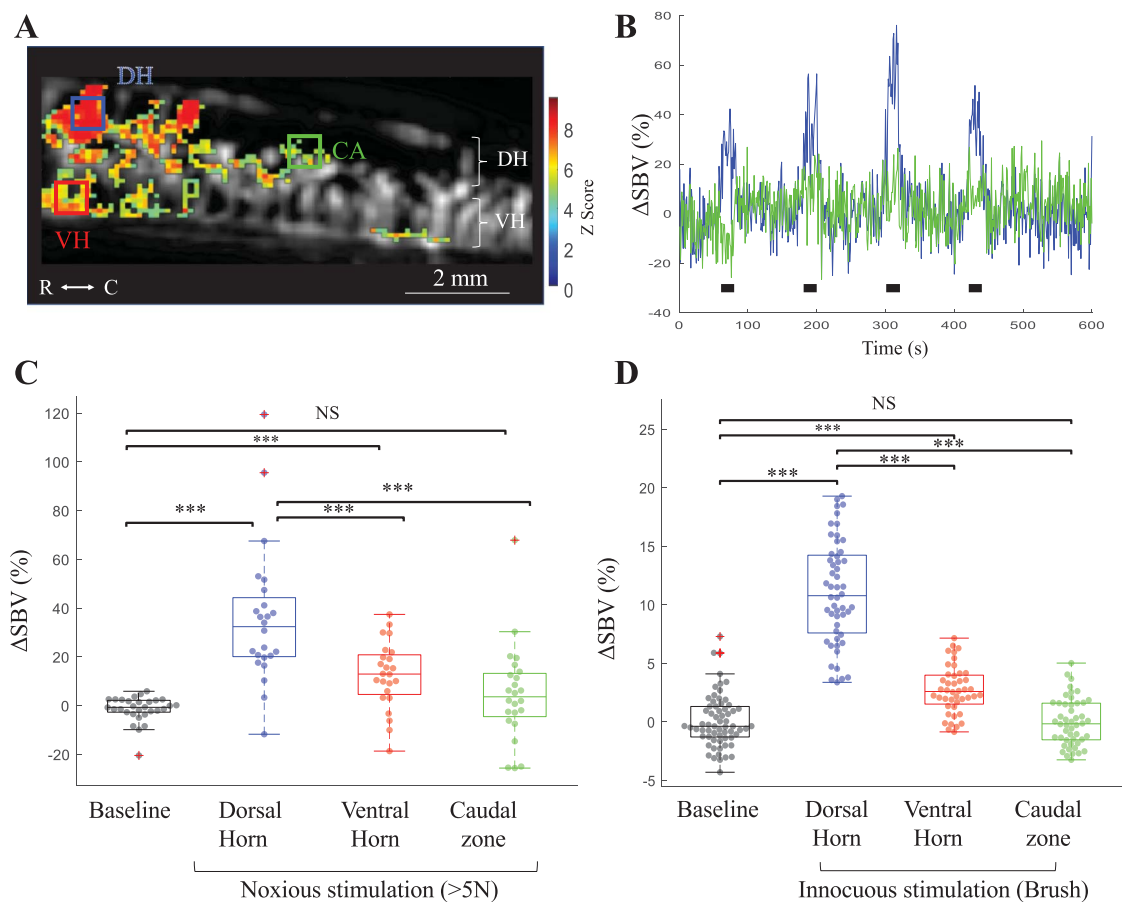 A
DH
CA
VH
DH
VH
R
C
2 mm
8
6
4
2
0
Z Score
B
80
60
40
20
0
-20
-40
ΔSBV (%)
0
100
200
300
400
500
600
Time (s)
C
120
100
80
60
40
20
0
-20
ΔSBV (%)
NS
***
***
***
***
Baseline
Dorsal Horn
Ventral Horn
Caudal zone
Noxious stimulation (>5N)
D
25
20
15
10
5
0
-5
ΔSBV (%)
NS
***
***
***
***
Baseline
Dorsal Horn
Ventral Horn
Caudal zone
Innocuous stimulation (Brush)